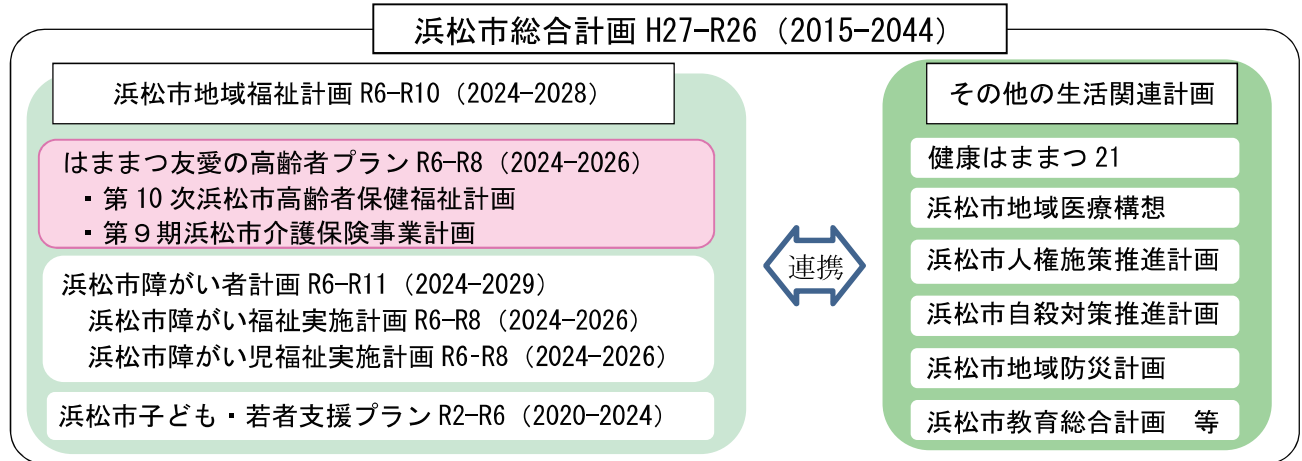 浜松市総合計画 H27-R26（2015-2044）
浜松市地域福祉計画 R6-R10（2024-2028）
はままつ友愛の高齢者プラン R6-R8（2024-2026）
・第 10 次浜松市高齢者保健福祉計画
・第９期浜松市介護保険事業計画
浜松市障がい者計画 R6-R11（2024-2029）
浜松市障がい福祉実施計画 R6-R8（2024-2026）
浜松市障がい児福祉実施計画 R6-R8（2024-2026）
浜松市子ども・若者支援プラン R2-R6（2020-2024）
連携
その他の生活関連計画
健康はままつ 21
浜松市地域医療構想
浜松市人権施策推進計画
浜松市自殺対策推進計画
浜松市地域防災計画
浜松市教育総合計画　等